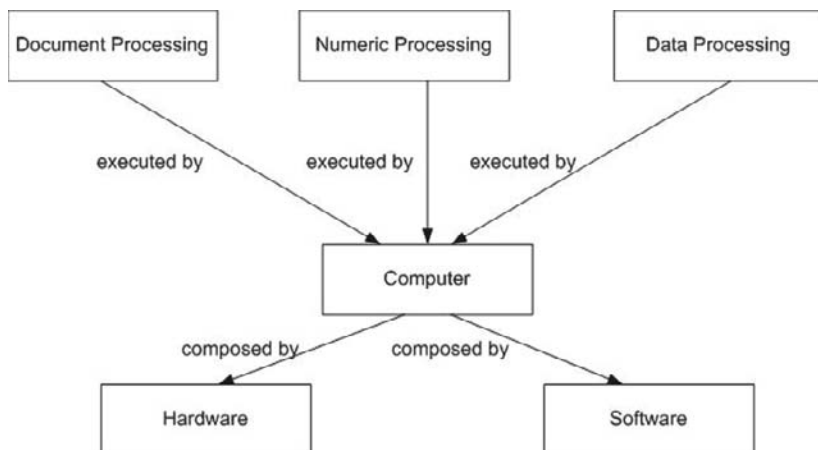 Document Processing
Numeric Processing
Data Processing
executed by
executed by
executed by
Computer
composed by
composed by
Hardware
Software